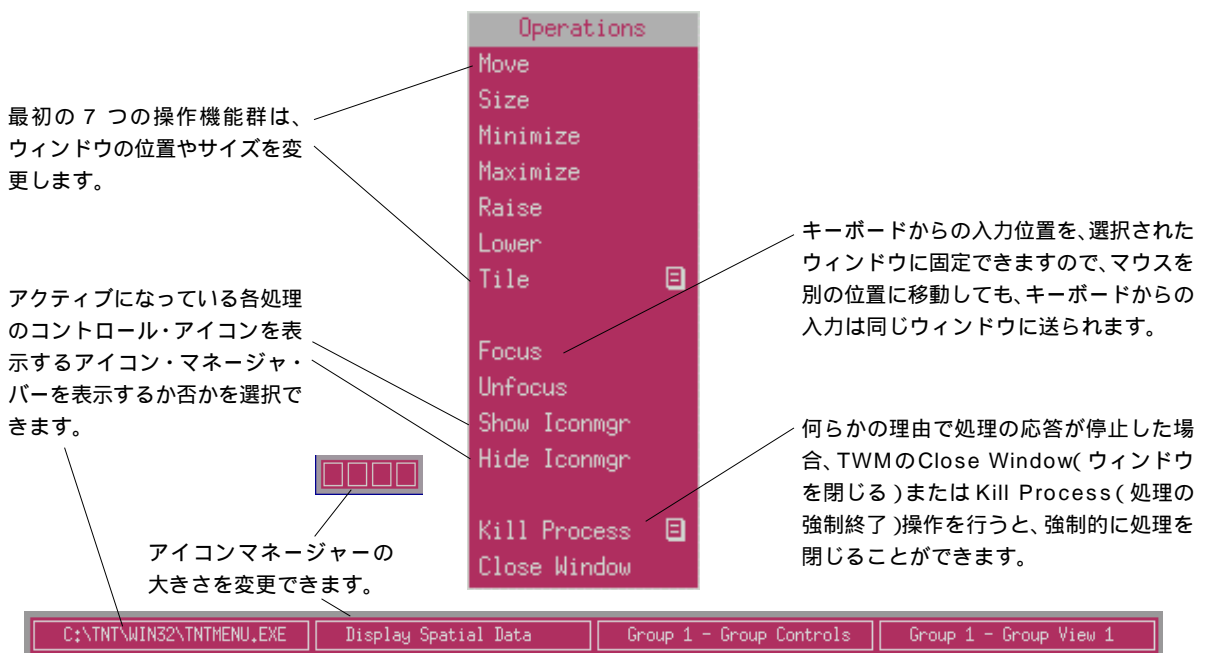 Operations
Move
Size
Minimize
Maximize
Raise
Lower
Tile
Focus
Unfocus
Show Iconmgr
Hide Iconmgr
Kill Process
Close Window
最初の 7 つの操作機能群は、
ウィンドウの位置やサイズを変
更します。
アクティブになっている各処理
のコントロール・アイコンを表
示するアイコン・マネージャ・
バーを表示するか否かを選択で
きます。
キーボードからの入力位置を、選択された
ウィンドウに固定できますので、マウスを
別の位置に移動しても、キーボードからの
入力は同じウィンドウに送られます。
何らかの理由で処理の応答が停止した場
合、TWMのClose Window(ウィンドウ
を閉じる)または Kill Process(処理の
強制終了)操作を行うと、強制的に処理を
閉じることができます。
アイコンマネージャーの
大きさを変更できます。
C:\TNT\WIN32\TNTMENU.EXE
Display Spatial Data
Group 1 - Group Controls
Group 1 - Group View 1